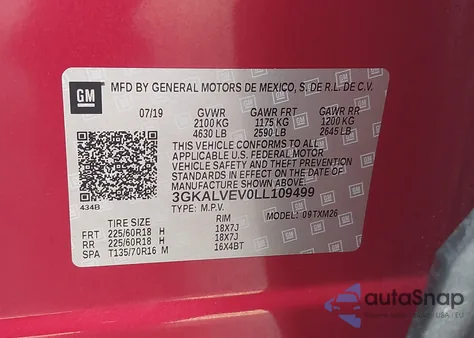 GM
MFD BY GENERAL MOTORS DE MEXICO, S. DE R.L. DE C.V.
07/19 GVWR GAWR FRT GAWR RR
2100 KG 1175 KG 1200 KG
4630 LB 2590 LB 2645 LB
THIS VEHICLE CONFORMS TO ALL
APPLICABLE U.S. FEDERAL MOTOR
VEHICLE SAFETY AND THEFT PREVENTION
STANDARDS IN EFFECT ON THE DATE OF
MANUFACTURE SHOWN ABOVE.
3GKALVEV0LL109499
TYPE: M.P.V. MODEL: 09TXM26
434B
TIRE SIZE RIM
FRT 225/60R18 H 18X7J
RR 225/60R18 H 18X7J
SPA T135/70R16 M 16X4BT
autoSnap